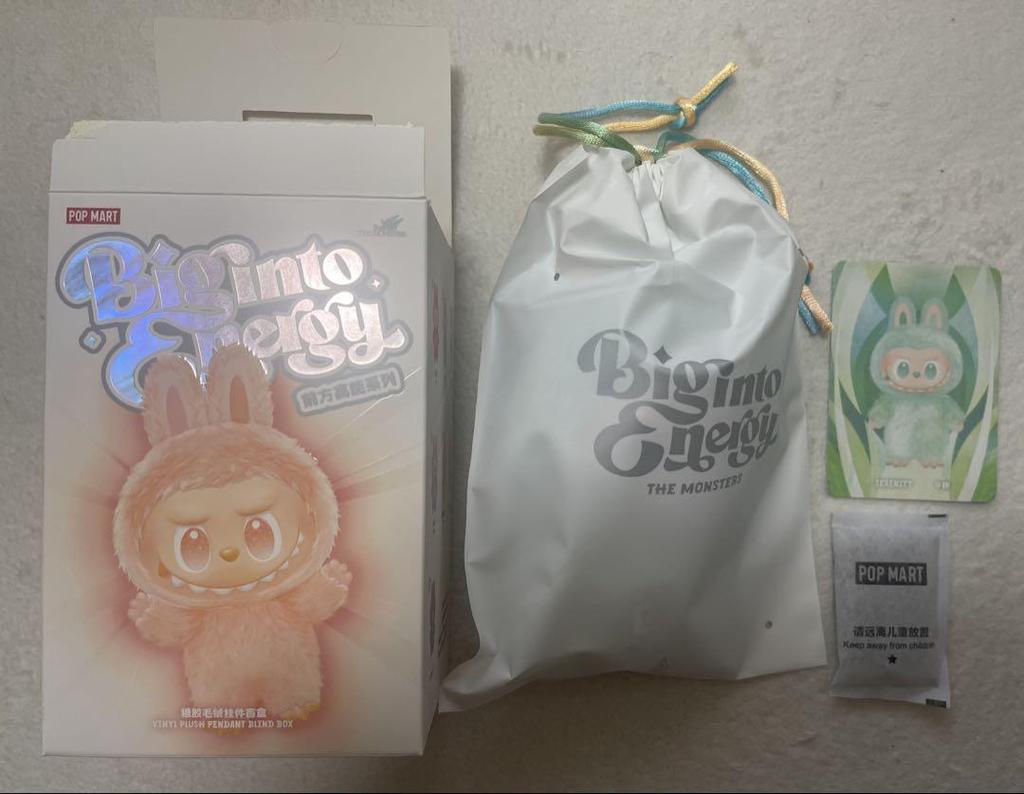 POP MART
Big into
Energy
前方高能系列
搪胶毛绒挂件盲盒
VINYL PLUSH PENDANT BLIND BOX
Big into
Energy
THE MONSTERS
SERENITY
POP MART
请远离儿童放置
Keep away from children